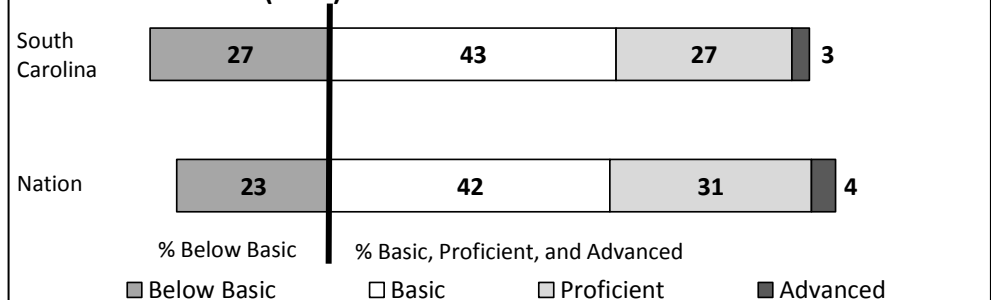 South
Carolina
27 43 27 3
Nation
23 42 31 4
% Below Basic % Basic, Proficient, and Advanced
Below Basic Basic Proficient Advanced